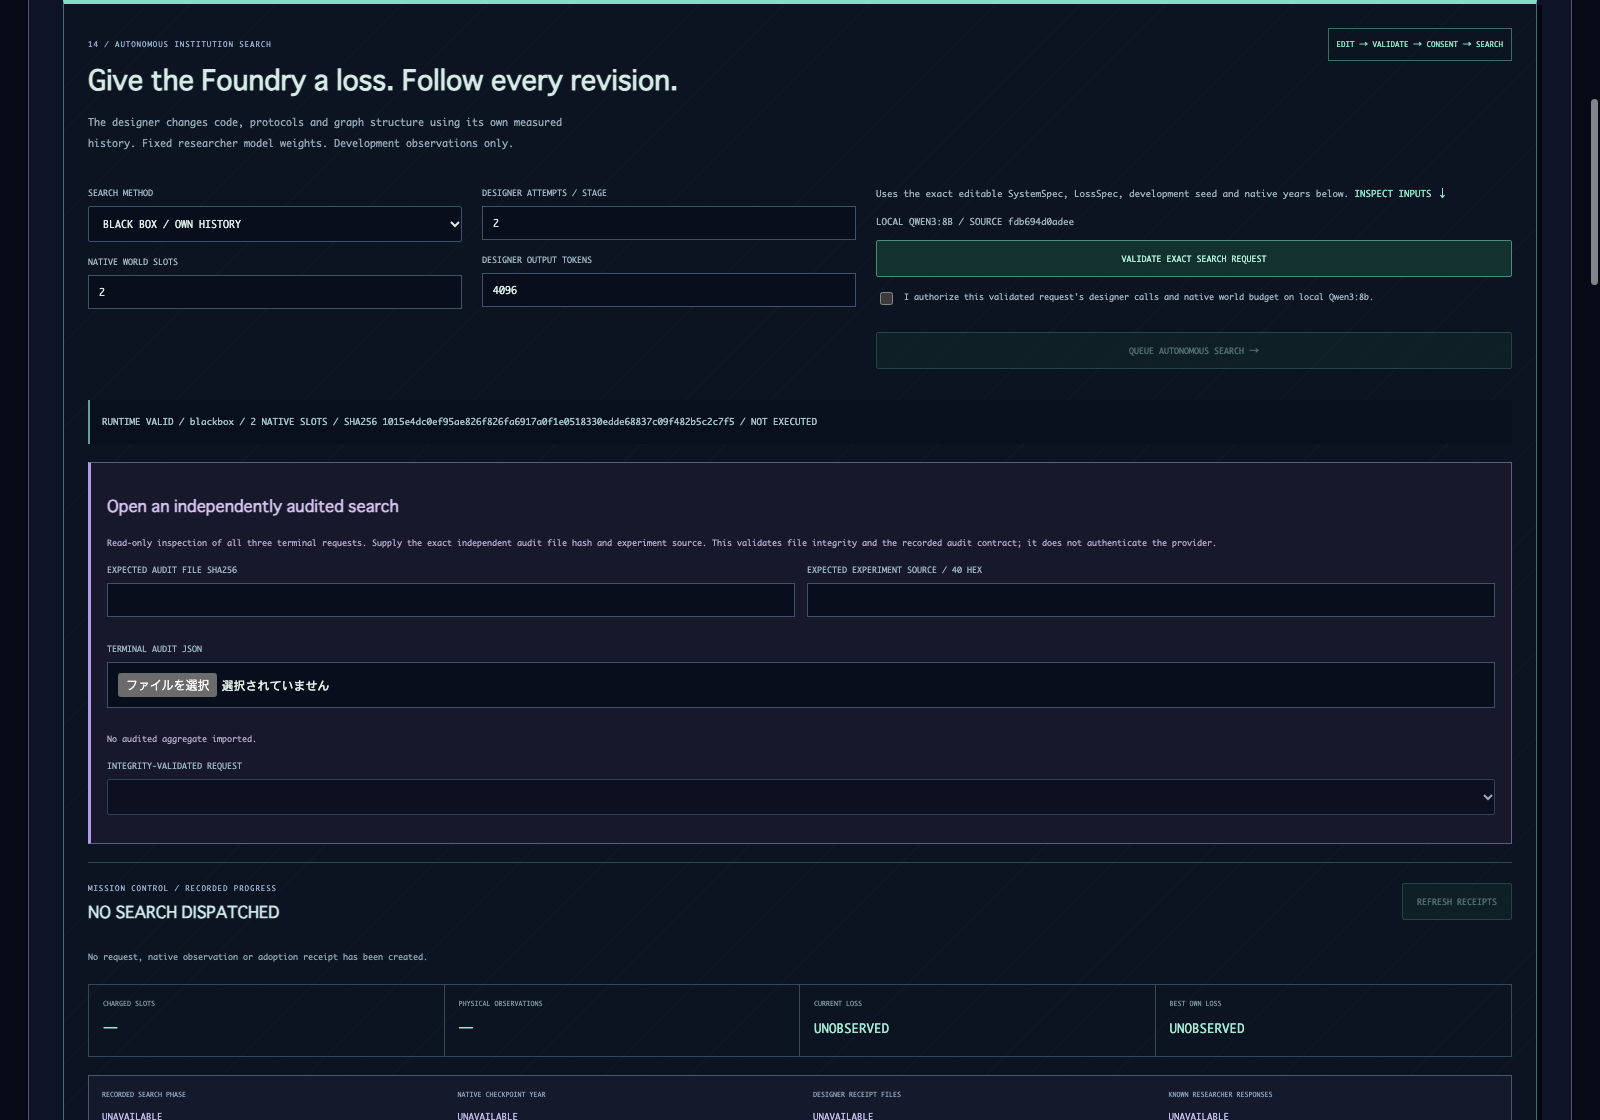 14 / AUTONOMOUS INSTITUTION SEARCH
EDIT → VALIDATE → CONSENT → SEARCH
Give the Foundry a loss. Follow every revision.
The designer changes code, protocols and graph structure using its own measured
history. Fixed researcher model weights. Development observations only.
SEARCH METHOD
BLACK BOX / OWN HISTORY
DESIGNER ATTEMPTS / STAGE
2
NATIVE WORLD SLOTS
2
DESIGNER OUTPUT TOKENS
4096
Uses the exact editable SystemSpec, LossSpec, development seed and native years below. INSPECT INPUTS ↓
LOCAL QWEN3:8B / SOURCE fdb694d0adee
VALIDATE EXACT SEARCH REQUEST
I authorize this validated request's designer calls and native world budget on local Qwen3:8b.
QUEUE AUTONOMOUS SEARCH →
RUNTIME VALID / blackbox / 2 NATIVE SLOTS / SHA256 1015e4dc0ef95ae826f826fa6917a0f1e0518330edde68837c09f482b5c2c7f5 / NOT EXECUTED
Open an independently audited search
Read-only inspection of all three terminal requests. Supply the exact independent audit file hash and experiment source. This validates file integrity and the recorded audit contract; it does not authenticate the provider.
EXPECTED AUDIT FILE SHA256
EXPECTED EXPERIMENT SOURCE / 40 HEX
TERMINAL AUDIT JSON
ファイルを選択 選択されていません
No audited aggregate imported.
INTEGRITY-VALIDATED REQUEST
MISSION CONTROL / RECORDED PROGRESS
NO SEARCH DISPATCHED
REFRESH RECEIPTS
No request, native observation or adoption receipt has been created.
CHARGED SLOTS
—
PHYSICAL OBSERVATIONS
—
CURRENT LOSS
UNOBSERVED
BEST OWN LOSS
UNOBSERVED
RECORDED SEARCH PHASE
UNAVAILABLE
NATIVE CHECKPOINT YEAR
UNAVAILABLE
DESIGNER RECEIPT FILES
UNAVAILABLE
KNOWN RESEARCHER RESPONSES
UNAVAILABLE